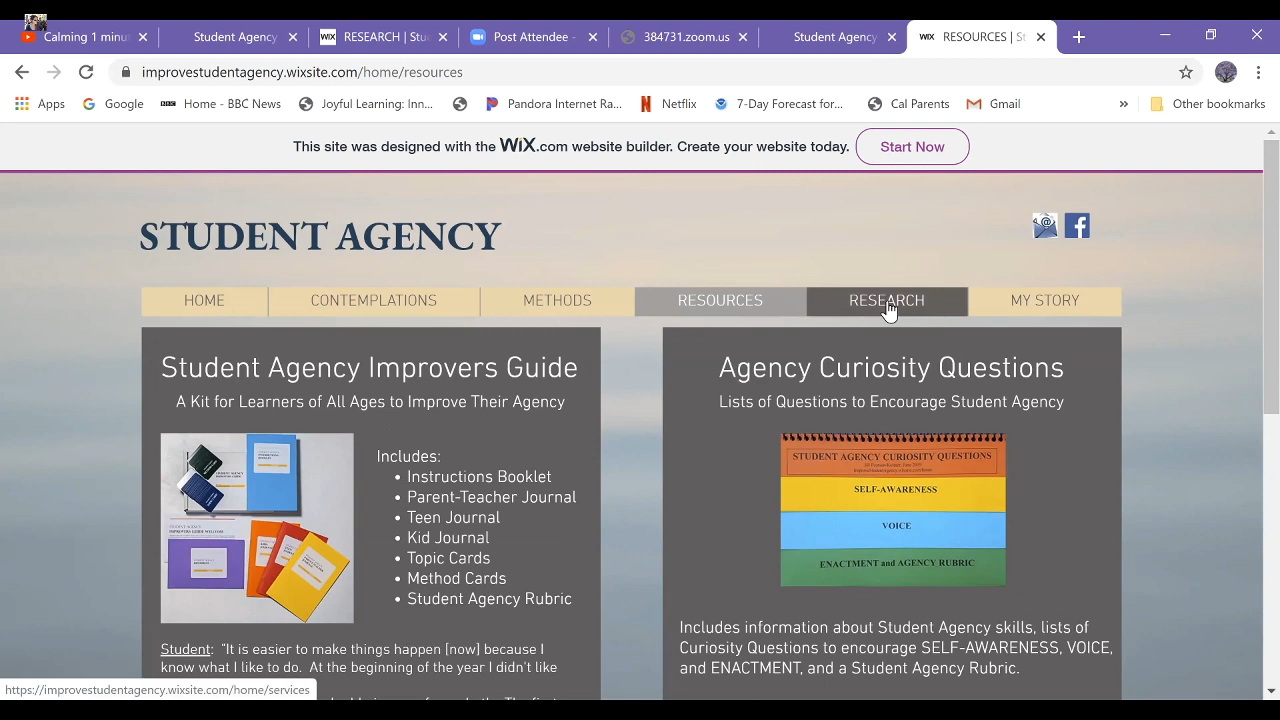 Calming 1 minu
Student Agency
WIX RESEARCH | Stu
Post Attendee -
384731.zoom.us
Student Agency
WIX RESOURCES | St
improvestudentagency.wixsite.com/home/resources
Apps
Google
BBC Home - BBC News
Joyful Learning: Inn...
Pandora Internet Ra...
Netflix
7-Day Forecast for...
Cal Parents
Gmail
»
Other bookmarks
This site was designed with the WiX.com website builder. Create your website today.
Start Now
STUDENT AGENCY
HOME
CONTEMPLATIONS
METHODS
RESOURCES
RESEARCH
MY STORY
Student Agency Improvers Guide
A Kit for Learners of All Ages to Improve Their Agency
Includes:
• Instructions Booklet
• Parent-Teacher Journal
• Teen Journal
• Kid Journal
• Topic Cards
• Method Cards
• Student Agency Rubric
Student: "It is easier to make things happen [now] because I
know what I like to do. At the beginning of the year I didn't like
Agency Curiosity Questions
Lists of Questions to Encourage Student Agency
STUDENT AGENCY CURIOSITY QUESTIONS
SELF-AWARENESS
VOICE
ENACTMENT and AGENCY RUBRIC
Includes information about Student Agency skills, lists of
Curiosity Questions to encourage SELF-AWARENESS, VOICE,
and ENACTMENT, and a Student Agency Rubric.
https://improvestudentagency.wixsite.com/home/services